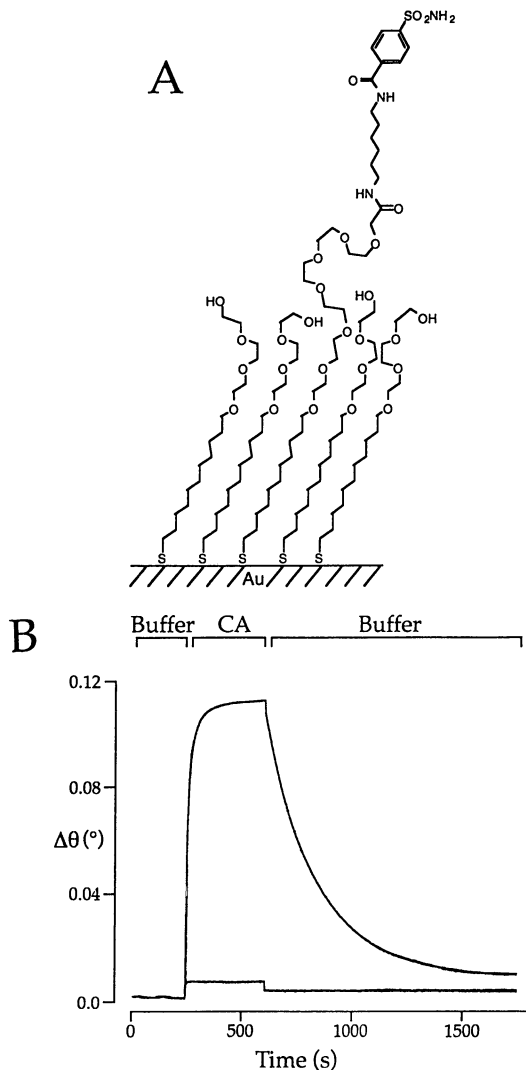 A
SO2NH2
O
NH
HN
O
O
O
O
O
HO
HO
O
OH
OH
O
O
O
O
O
O
O
O
O
O
O
O
S S S S S
Au
B
Buffer CA Buffer
0.12
0.08
Δθ (°)
0.04
0.0
0 500 1000 1500
Time (s)